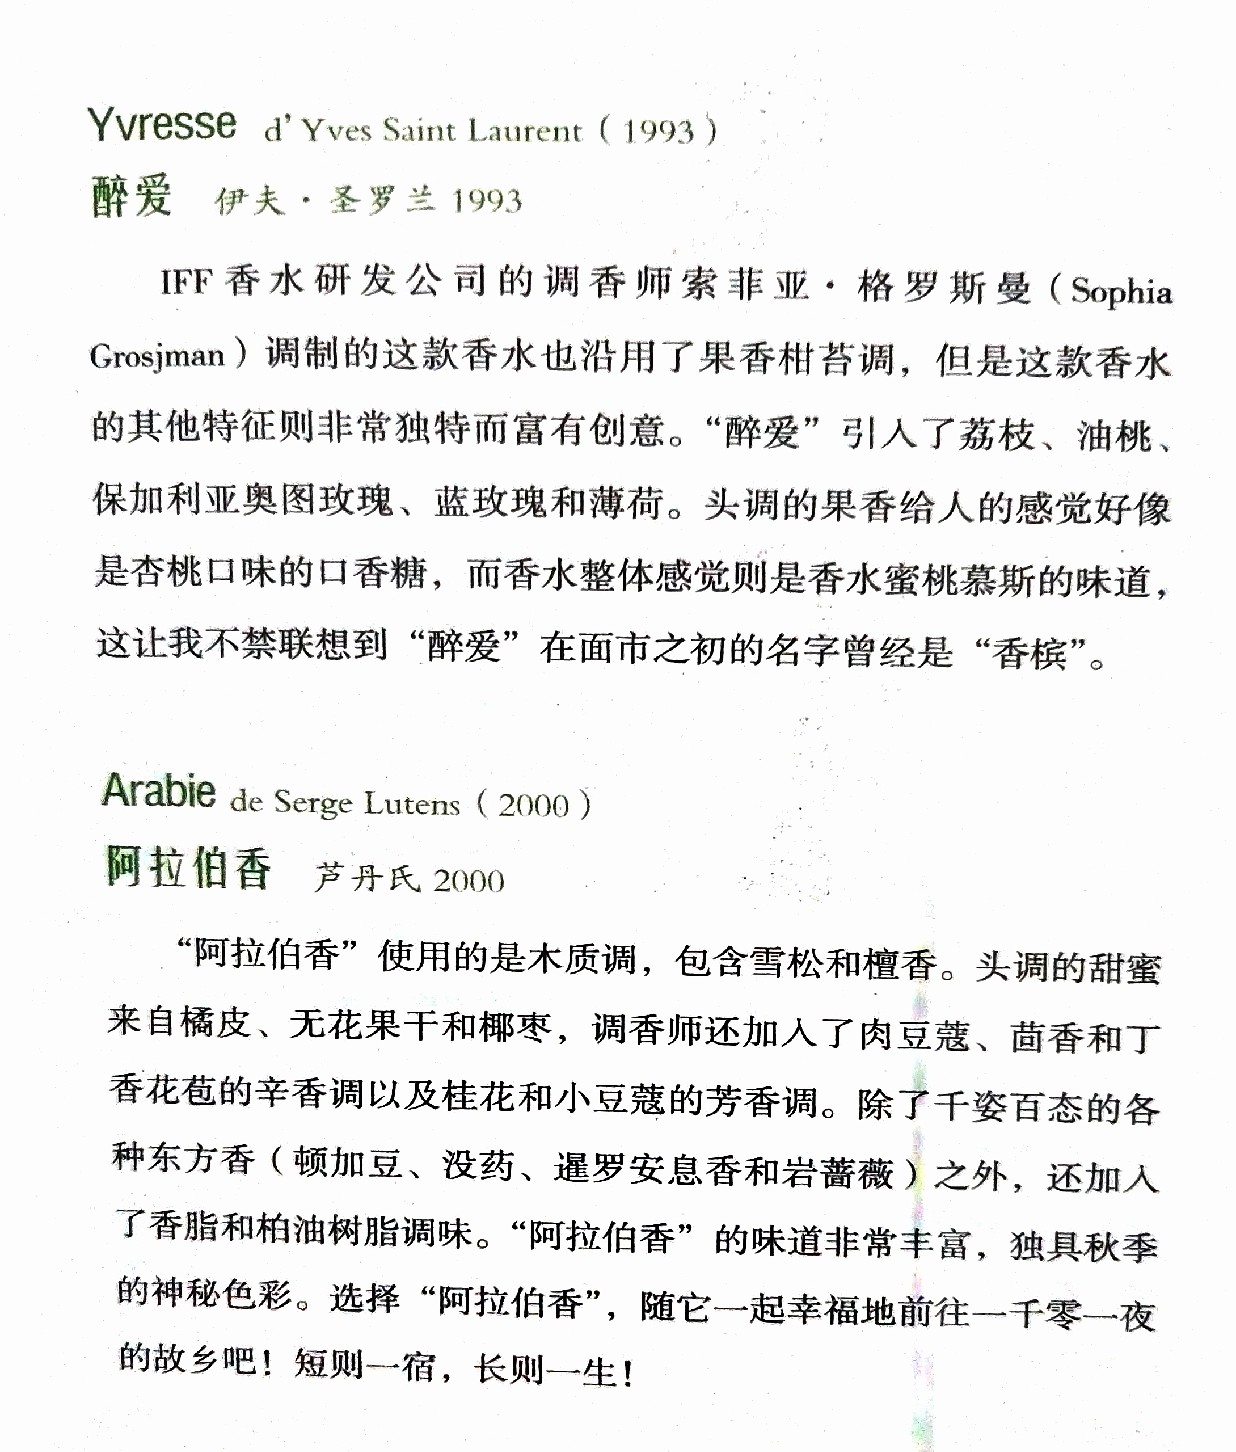 Yvresse d'Yves Saint Laurent（1993）
醉爱 伊夫·圣罗兰 1993
IFF 香水研发公司的调香师索菲亚·格罗斯曼（Sophia
Grosjman）调制的这款香水也沿用了果香柑苔调，但是这款香水
的其他特征则非常独特而富有创意。“醉爱”引入了荔枝、油桃、
保加利亚奥图玫瑰、蓝玫瑰和薄荷。头调的果香给人的感觉好像
是杏桃口味的口香糖，而香水整体感觉则是香水蜜桃慕斯的味道，
这让我不禁联想到“醉爱”在面市之初的名字曾经是“香槟”。
Arabie de Serge Lutens（2000）
阿拉伯香 芦丹氏 2000
“阿拉伯香”使用的是木质调，包含雪松和檀香。头调的甜蜜
来自橘皮、无花果干和椰枣，调香师还加入了肉豆蔻、茴香和丁
香花苞的辛香调以及桂花和小豆蔻的芳香调。除了千姿百态的各
种东方香（顿加豆、没药、暹罗安息香和岩蔷薇）之外，还加入
了香脂和柏油树脂调味。“阿拉伯香”的味道非常丰富，独具秋季
的神秘色彩。选择“阿拉伯香”，随它一起幸福地前往一千零一夜
的故乡吧！短则一宿，长则一生！